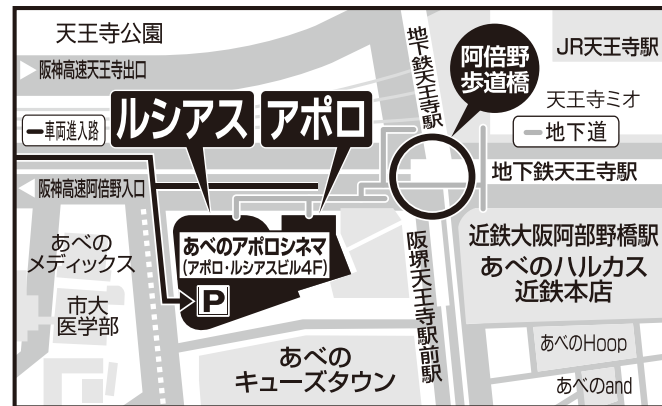 天王寺公園
阪神高速天王寺出口
車両進入路
ルシアス
アポロ
地下鉄天王寺駅
阿倍野
歩道橋
JR天王寺駅
天王寺ミオ
地下道
地下鉄天王寺駅
阪神高速阿倍野入口
あべの
メディックス
市大
医学部
あべのアポロシネマ
(アポロ・ルシアスビル4F)
P
あべの
キューズタウン
阪堺天王寺駅前駅
近鉄大阪阿部野橋駅
あべのハルカス
近鉄本店
あべのHoop
あべのand